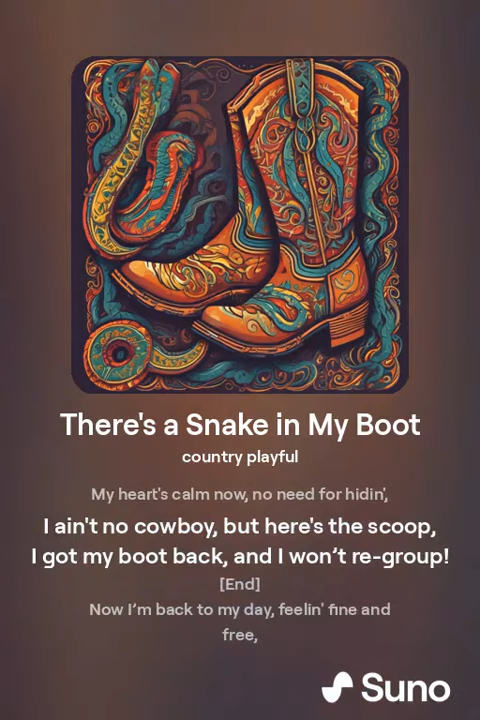 There's a Snake in My Boot
country playful
My heart's calm now, no need for hidin',
I ain't no cowboy, but here's the scoop,
I got my boot back, and I won’t re-group!
[End]
Now I’m back to my day, feelin' fine and
free,
Suno